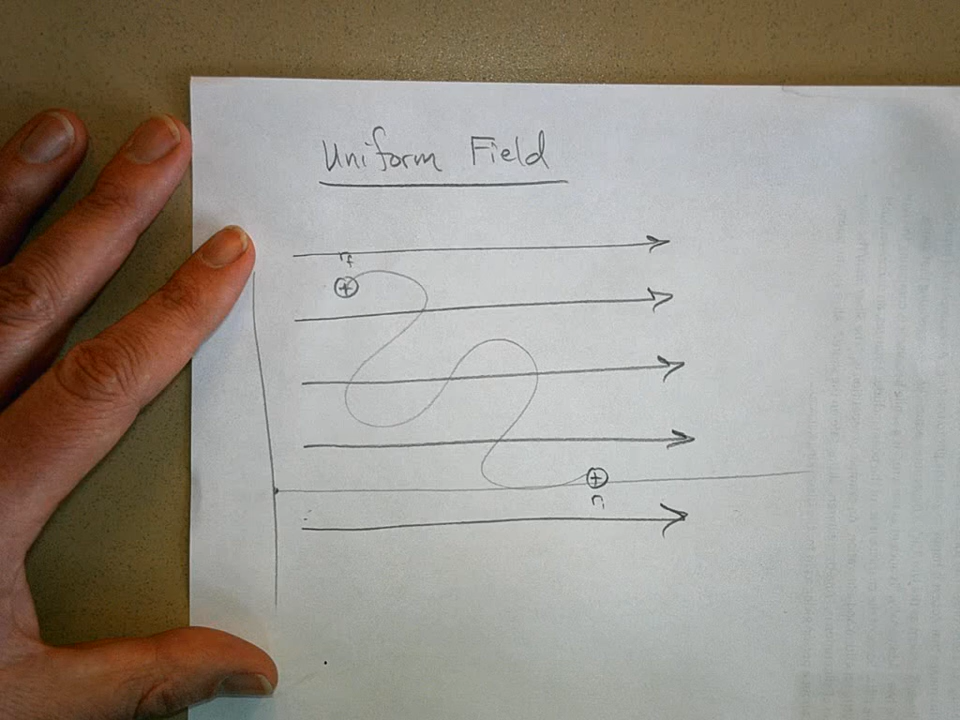 Uniform Field
r_f
+
+
r_i